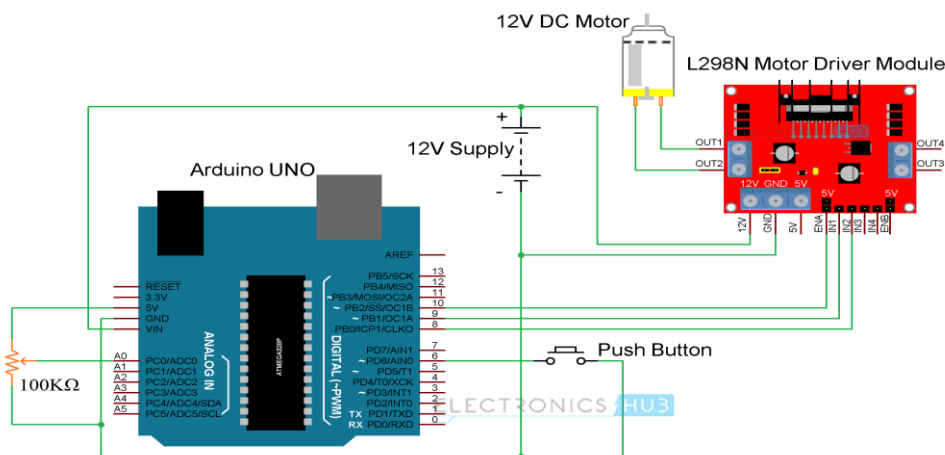 12V DC Motor
L298N Motor Driver Module
OUT1
OUT2
OUT4
OUT3
12V GND 5V
5V
5V
12V
GND
5V
ENA
IN1
IN2
IN3
IN4
ENB
+
12V Supply
-
Arduino UNO
RESET
3.3V
5V
GND
VIN
A0 PC0/ADC0
A1 PC1/ADC1
A2 PC2/ADC2
A3 PC3/ADC3
A4 PC4/ADC4/SDA
A5 PC5/ADC5/SCL
ANALOG IN
ATMEGA328P
DIGITAL (~PWM)
AREF
PB5/SCK 13
PB4/MISO 12
~PB3/MOSI/OC2A 11
~ PB2/SS/OC1B 10
~ PB1/OC1A 9
PB0/ICP1/CLKO 8
PD7/AIN1 7
~ PD6/AIN0 6
~ PD5/T1 5
PD4/T0/XCK 4
~ PD3/INT1 3
PD2/INT0 2
TX PD1/TXD 1
RX PD0/RXD 0
100KΩ
Push Button
ELECTRONICS HUB